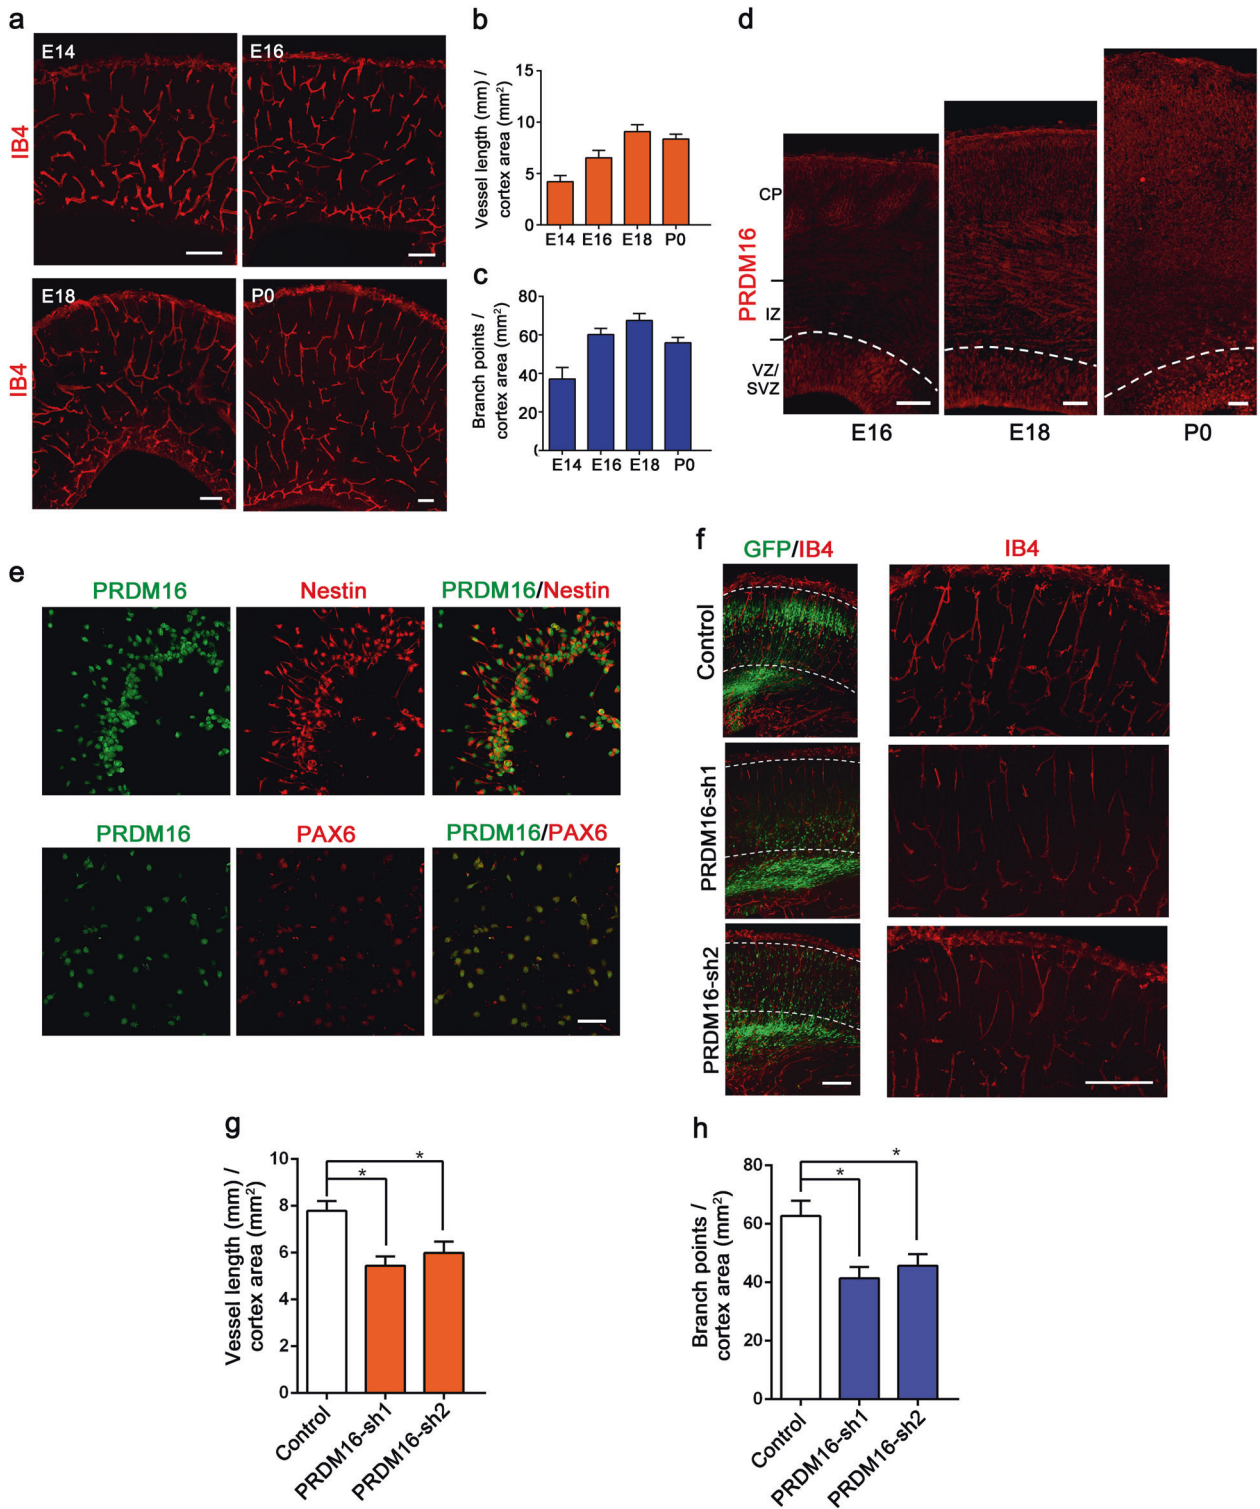 a
E14
E16
IB4
E18
P0
IB4
b
Vessel length (mm) /
cortex area (mm²)
15
10
5
0
E14 E16 E18 P0
c
Branch points /
cortex area (mm²)
80
60
40
20
E14 E16 E18 P0
d
PRDM16
CP
IZ
VZ/
SVZ
E16
E18
P0
e
PRDM16
Nestin
PRDM16/Nestin
PRDM16
PAX6
PRDM16/PAX6
f
GFP/IB4
IB4
Control
PRDM16-sh1
PRDM16-sh2
g
Vessel length (mm) /
cortex area (mm²)
10
8
6
4
2
0
*
*
Control
PRDM16-sh1
PRDM16-sh2
h
Branch points /
cortex area (mm²)
80
60
40
20
0
*
*
Control
PRDM16-sh1
PRDM16-sh2